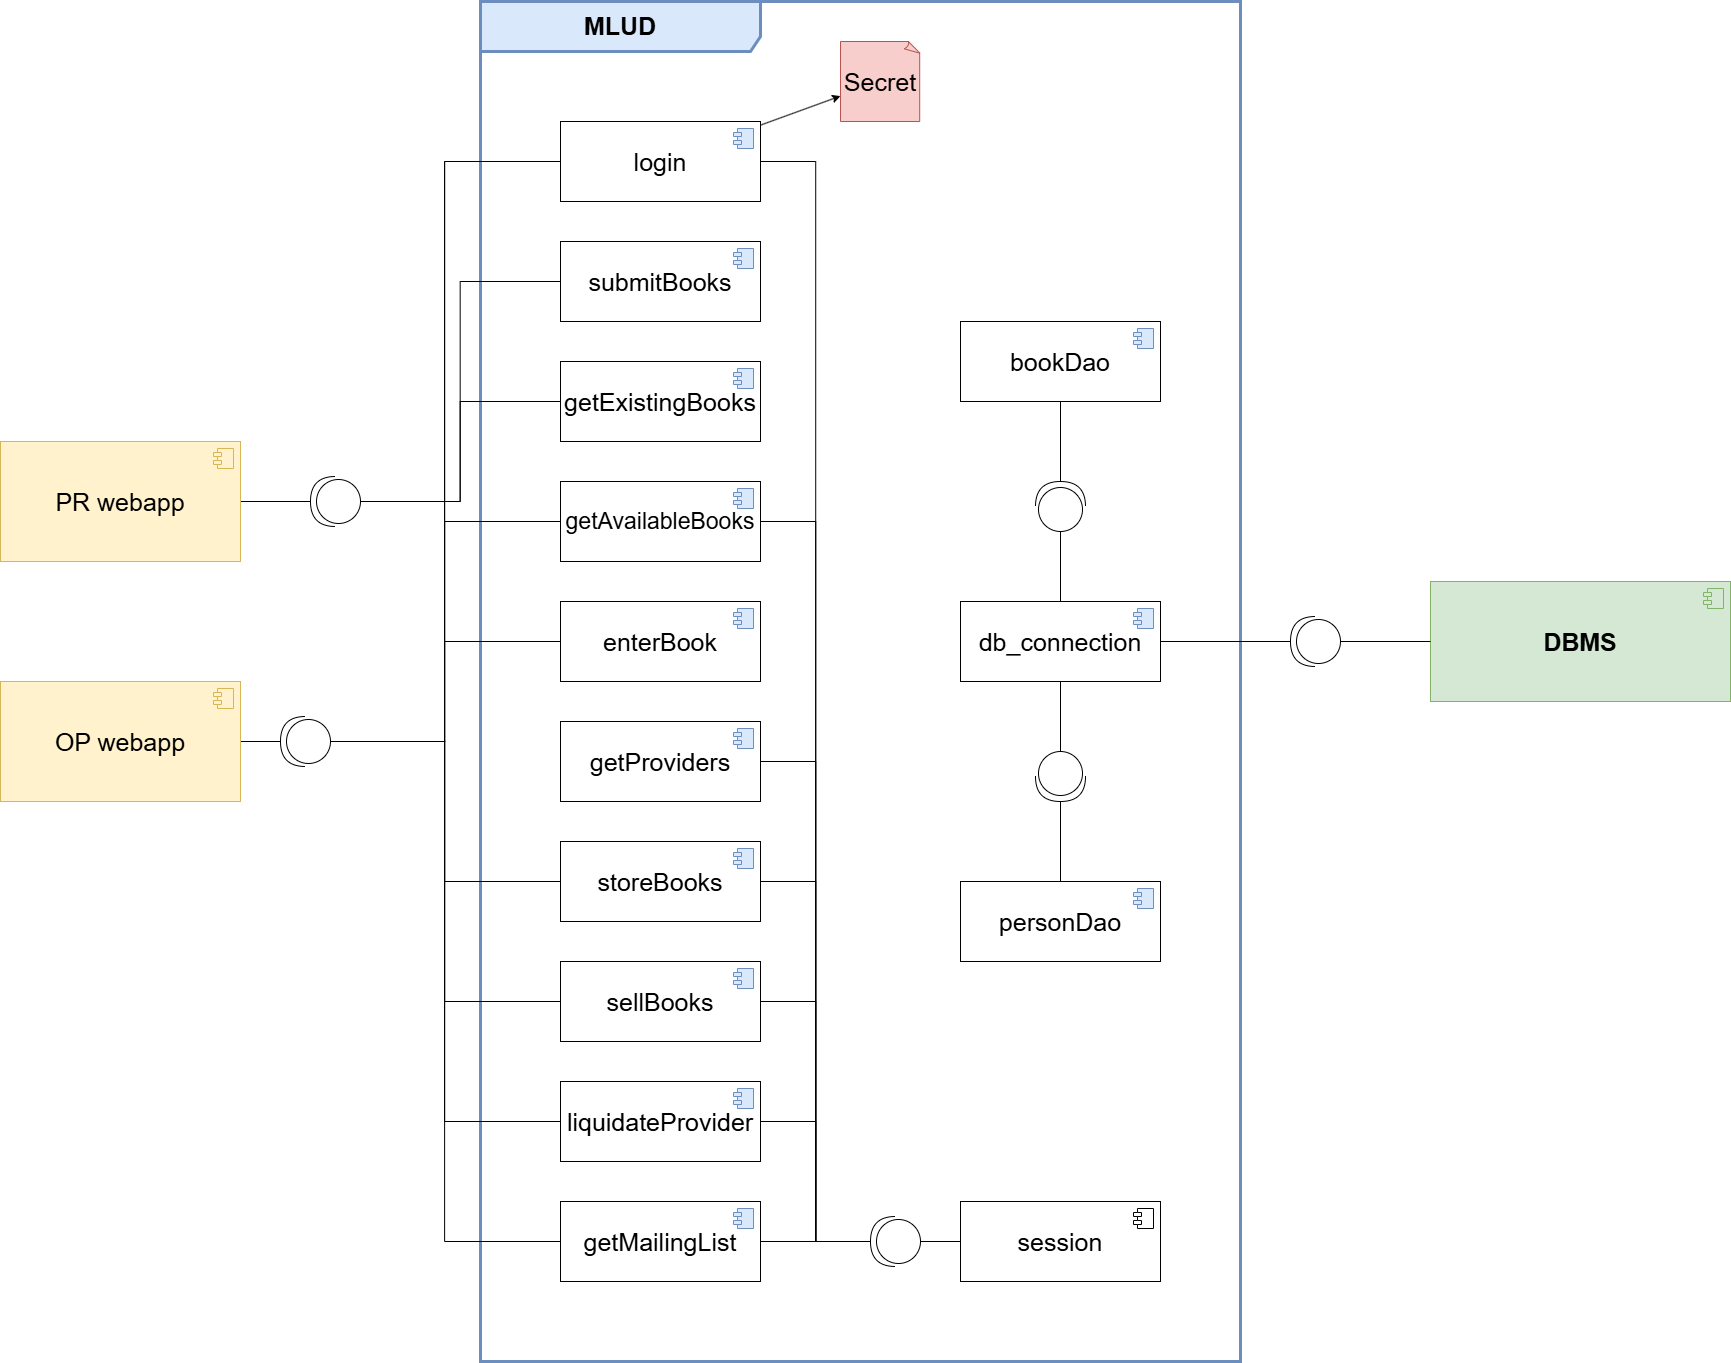 MLUD
Secret
login
submitBooks
bookDao
getExistingBooks
PR webapp
getAvailableBooks
enterBook
db_connection
DBMS
OP webapp
getProviders
storeBooks
personDao
sellBooks
liquidateProvider
getMailingList
session